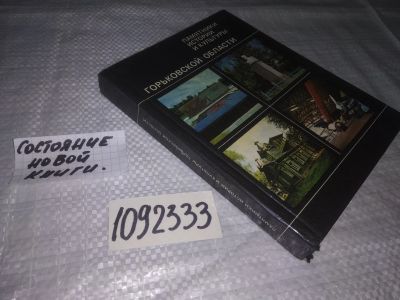 ПАМЯТНИКИ
ИСТОРИИ
И КУЛЬТУРЫ
ГОРЬКОВСКОЙ ОБЛАСТИ
СОСТОЯНИЕ
НОВОЙ
КНИГИ.
1092333